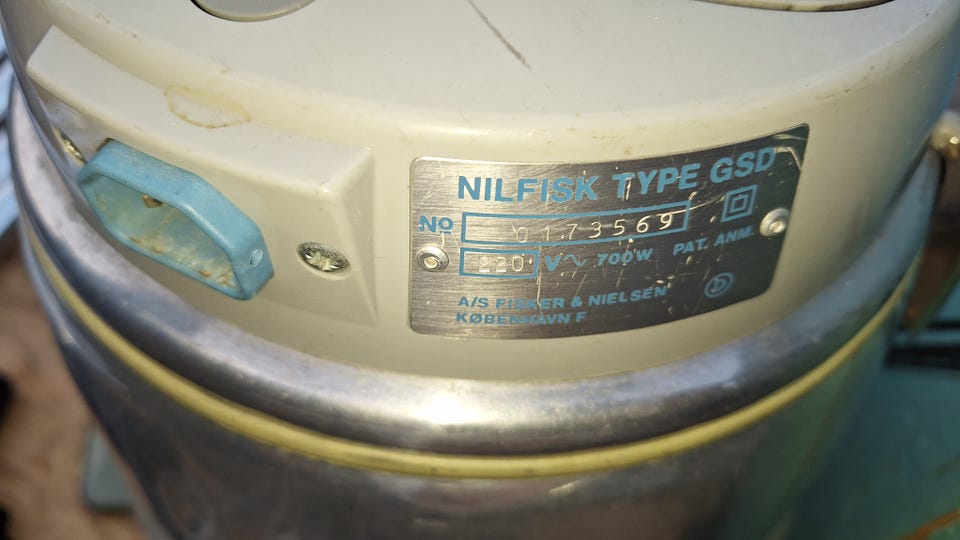 NILFISK TYPE GSD
Nº 0173569
220 V~ 700W PAT. ANM.
A/S FISKER & NIELSEN
KØBENHAVN F